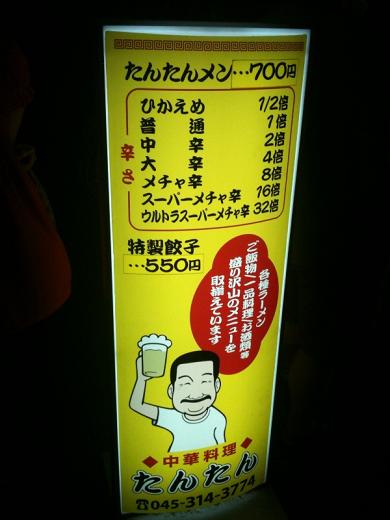 たんたんメン…700円
辛さ
ひかえめ 1/2倍
普通 1倍
中辛 2倍
大辛 4倍
メチャ辛 8倍
スーパーメチャ辛 16倍
ウルトラスーパーメチャ辛 32倍
特製餃子
…550円
各種ラーメン
ご飯物/一品料理/お酒類等
盛り沢山のメニューを
取揃えています
◆中華料理◆
たんたん
☎045-314-3774